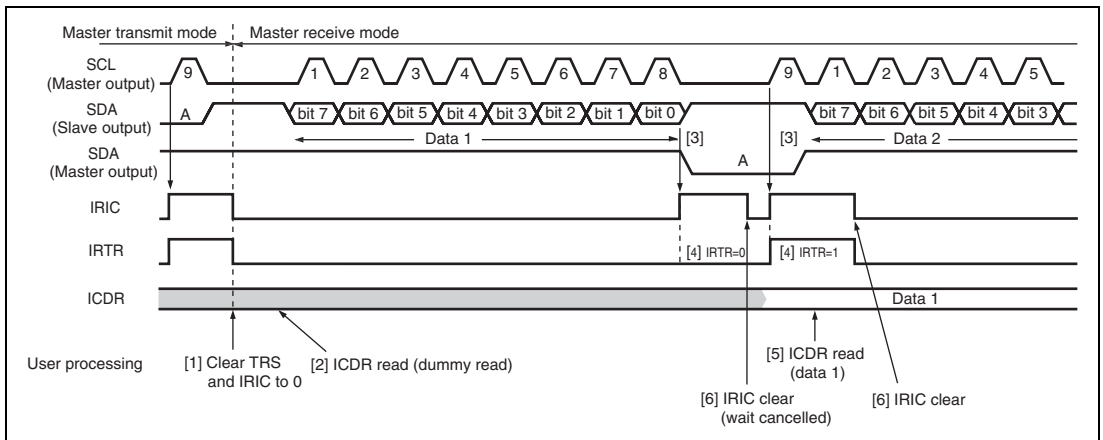 Master transmit mode Master receive mode
SCL
(Master output)
9 1 2 3 4 5 6 7 8 9 1 2 3 4 5
SDA
(Slave output)
A bit 7 bit 6 bit 5 bit 4 bit 3 bit 2 bit 1 bit 0 bit 7 bit 6 bit 5 bit 4 bit 3
Data 1 [3] [3] Data 2
SDA
(Master output)
A
IRIC
IRTR
[4] IRTR=0 [4] IRTR=1
ICDR
Data 1
User processing
[1] Clear TRS
and IRIC to 0
[2] ICDR read (dummy read)
[5] ICDR read
(data 1)
[6] IRIC clear
(wait cancelled)
[6] IRIC clear